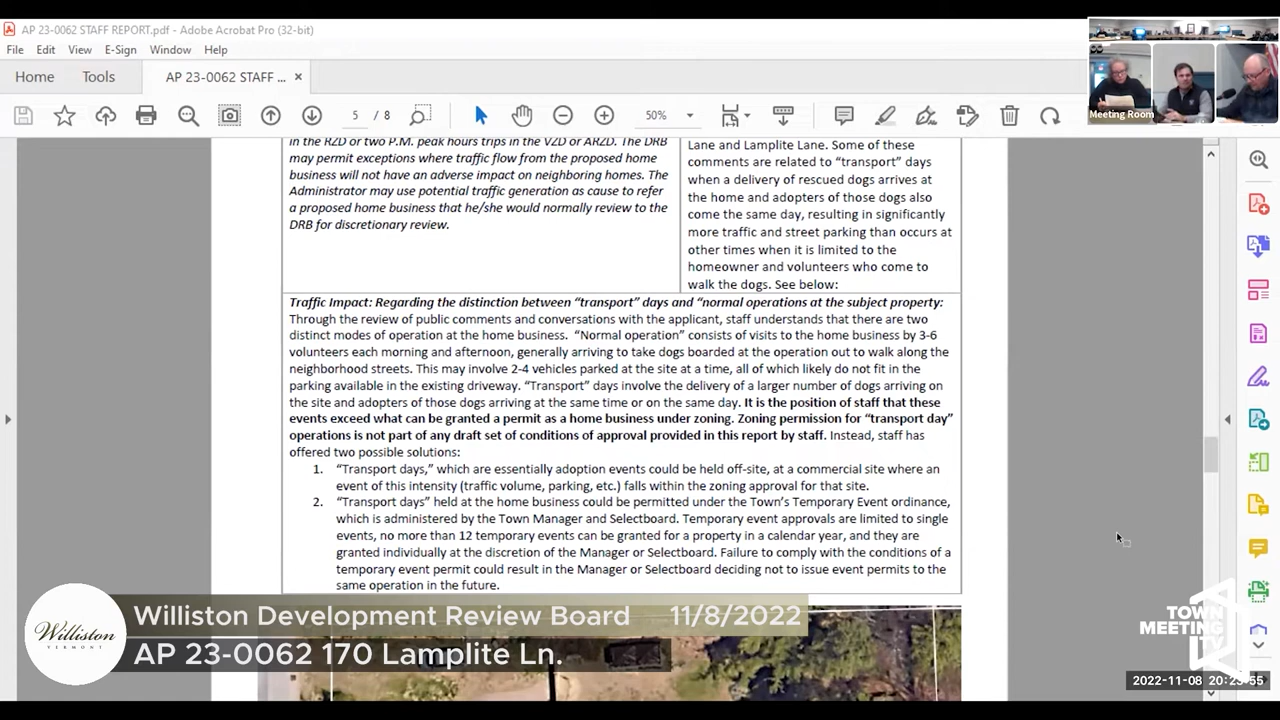 AP 23-0062 STAFF REPORT.pdf - Adobe Acrobat Pro (32-bit)
File Edit View E-Sign Window Help
Home Tools AP 23-0062 STAFF ... ×
5 / 8 50%
in the RZD or two P.M. peak hours trips in the VZD or ARZD. The DRB
may permit exceptions where traffic flow from the proposed home
business will not have an adverse impact on neighboring homes. The
Administrator may use potential traffic generation as cause to refer
a proposed home business that he/she would normally review to the
DRB for discretionary review.
Lane and Lamplite Lane. Some of these
comments are related to “transport” days
when a delivery of rescued dogs arrives at
the home and adopters of those dogs also
come the same day, resulting in significantly
more traffic and street parking than occurs at
other times when it is limited to the
homeowner and volunteers who come to
walk the dogs. See below:
Traffic Impact: Regarding the distinction between “transport” days and “normal operations at the subject property:
Through the review of public comments and conversations with the applicant, staff understands that there are two
distinct modes of operation at the home business. “Normal operation” consists of visits to the home business by 3-6
volunteers each morning and afternoon, generally arriving to take dogs boarded at the operation out to walk along the
neighborhood streets. This may involve 2-4 vehicles parked at the site at a time, all of which likely do not fit in the
parking available in the existing driveway. “Transport” days involve the delivery of a larger number of dogs arriving on
the site and adopters of those dogs arriving at the same time or on the same day. It is the position of staff that these
events exceed what can be granted a permit as a home business under zoning. Zoning permission for “transport day”
operations is not part of any draft set of conditions of approval provided in this report by staff. Instead, staff has
offered two possible solutions:
1. “Transport days,” which are essentially adoption events could be held off-site, at a commercial site where an
event of this intensity (traffic volume, parking, etc.) falls within the zoning approval for that site.
2. “Transport days” held at the home business could be permitted under the Town’s Temporary Event ordinance,
which is administered by the Town Manager and Selectboard. Temporary event approvals are limited to single
events, no more than 12 temporary events can be granted for a property in a calendar year, and they are
granted individually at the discretion of the Manager or Selectboard. Failure to comply with the conditions of a
temporary event permit could result in the Manager or Selectboard deciding not to issue event permits to the
same operation in the future.
Meeting Room
Williston
VERMONT
Williston Development Review Board 11/8/2022
AP 23-0062 170 Lamplite Ln.
TOWN
MEETING
TV
2022-11-08 20:23:55